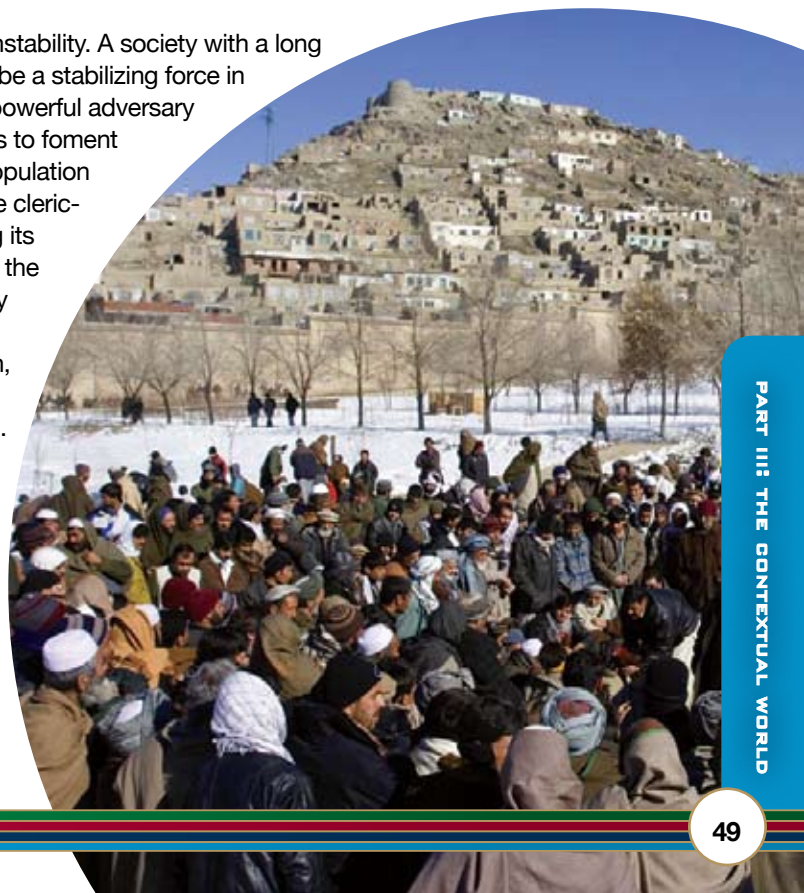 nstability. A society with a long
be a stabilizing force in
powerful adversary
s to foment
opulation
e cleric-
g its
the
y
n,
.
PART III: THE CONTEXTUAL WORLD
49